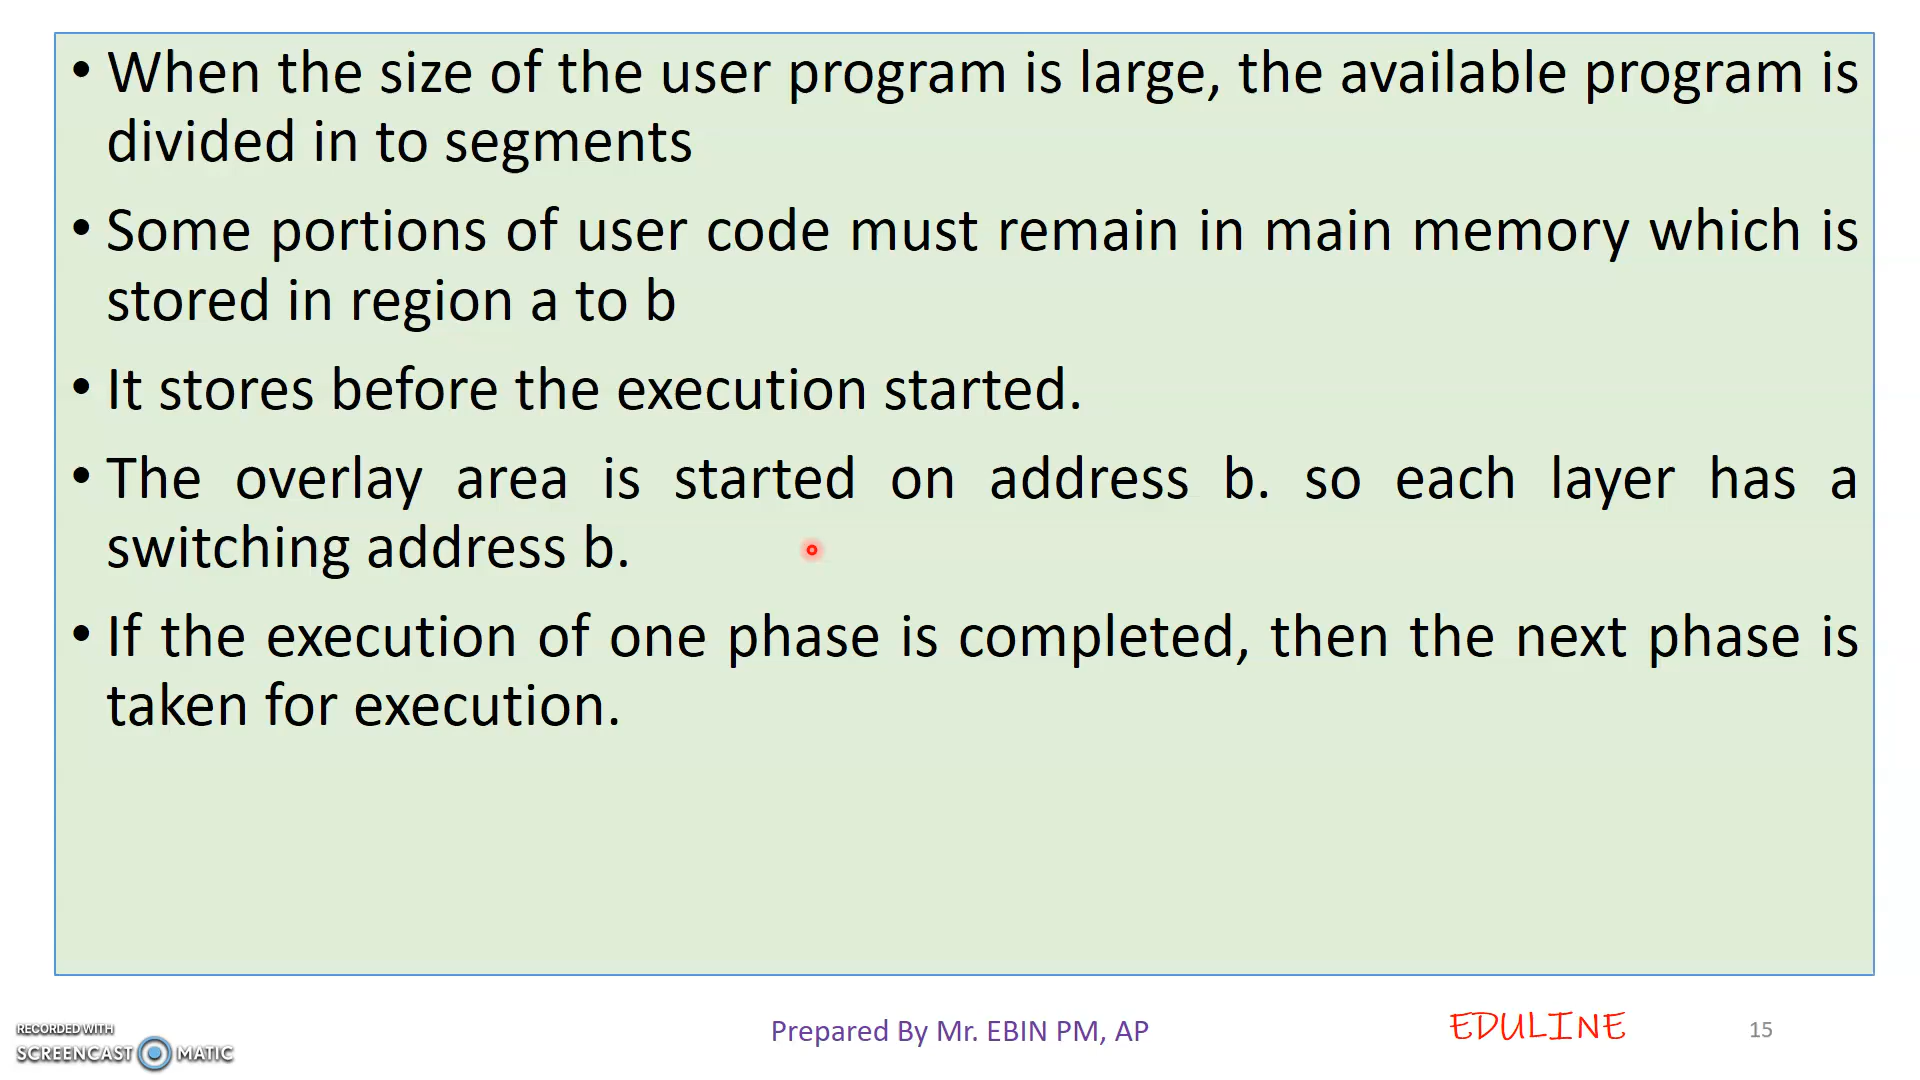 • When the size of the user program is large, the available program is
divided in to segments
• Some portions of user code must remain in main memory which is
stored in region a to b
• It stores before the execution started.
• The overlay area is started on address b. so each layer has a
switching address b.
• If the execution of one phase is completed, then the next phase is
taken for execution.
RECORDED WITH
SCREENCAST MATIC
Prepared By Mr. EBIN PM, AP
EDULINE
15